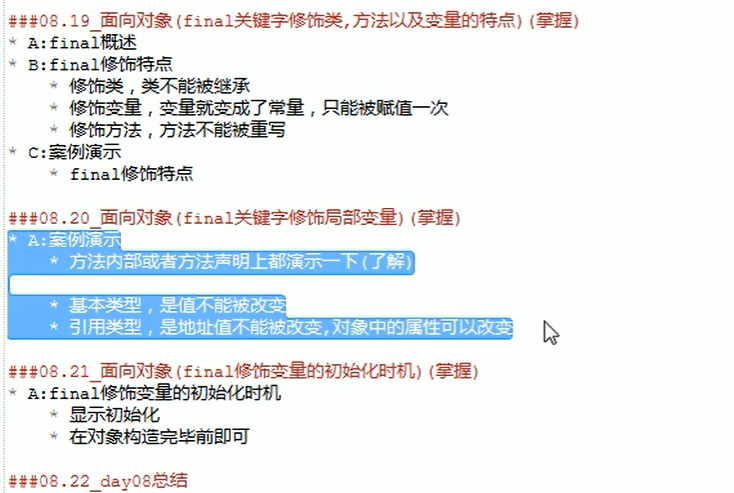 ###08.19_面向对象(final关键字修饰类,方法以及变量的特点)(掌握)
* A:final概述
* B:final修饰特点
* 修饰类，类不能被继承
* 修饰变量，变量就变成了常量，只能被赋值一次
* 修饰方法，方法不能被重写
* C:案例演示
* final修饰特点
###08.20_面向对象(final关键字修饰局部变量)(掌握)
* A:案例演示
* 方法内部或者方法声明上都演示一下(了解)
* 基本类型，是值不能被改变
* 引用类型，是地址值不能被改变,对象中的属性可以改变
###08.21_面向对象(final修饰变量的初始化时机)(掌握)
* A:final修饰变量的初始化时机
* 显示初始化
* 在对象构造完毕前即可
###08.22_day08总结